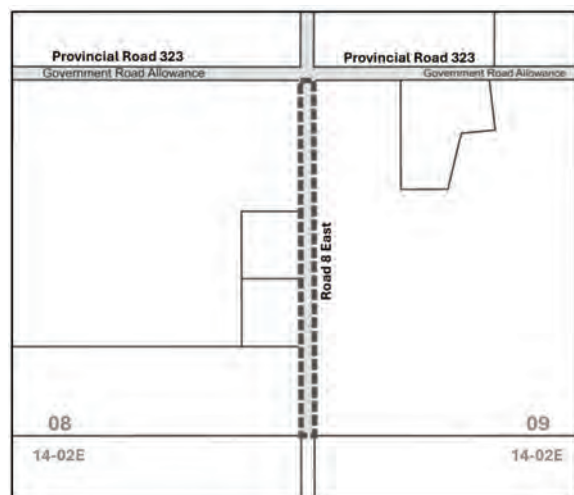 Provincial Road 323
Provincial Road 323
Government Road Allowance
Government Road Allowance
Road 8 East
08
09
14-02E
14-02E